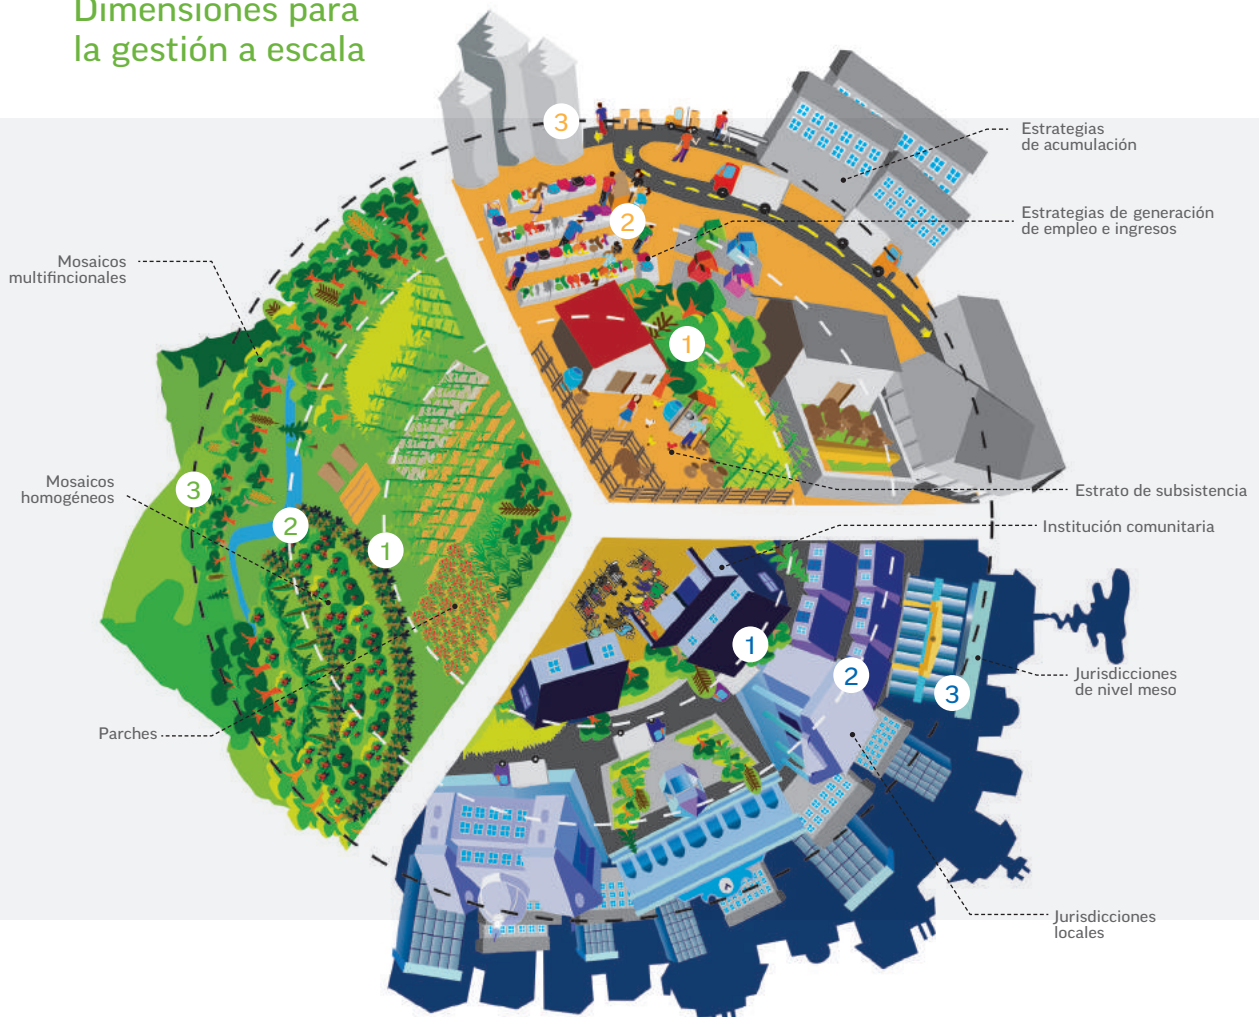 Dimensiones para
la gestión a escala
3
Estrategias
de acumulación
2
Estrategias de generación
de empleo e ingresos
Mosaicos
multifincionales
1
Mosaicos
homogéneos
3
2
1
Estrato de subsistencia
Institución comunitaria
1
2
3
Jurisdicciones
de nivel meso
Parches
Jurisdicciones
locales